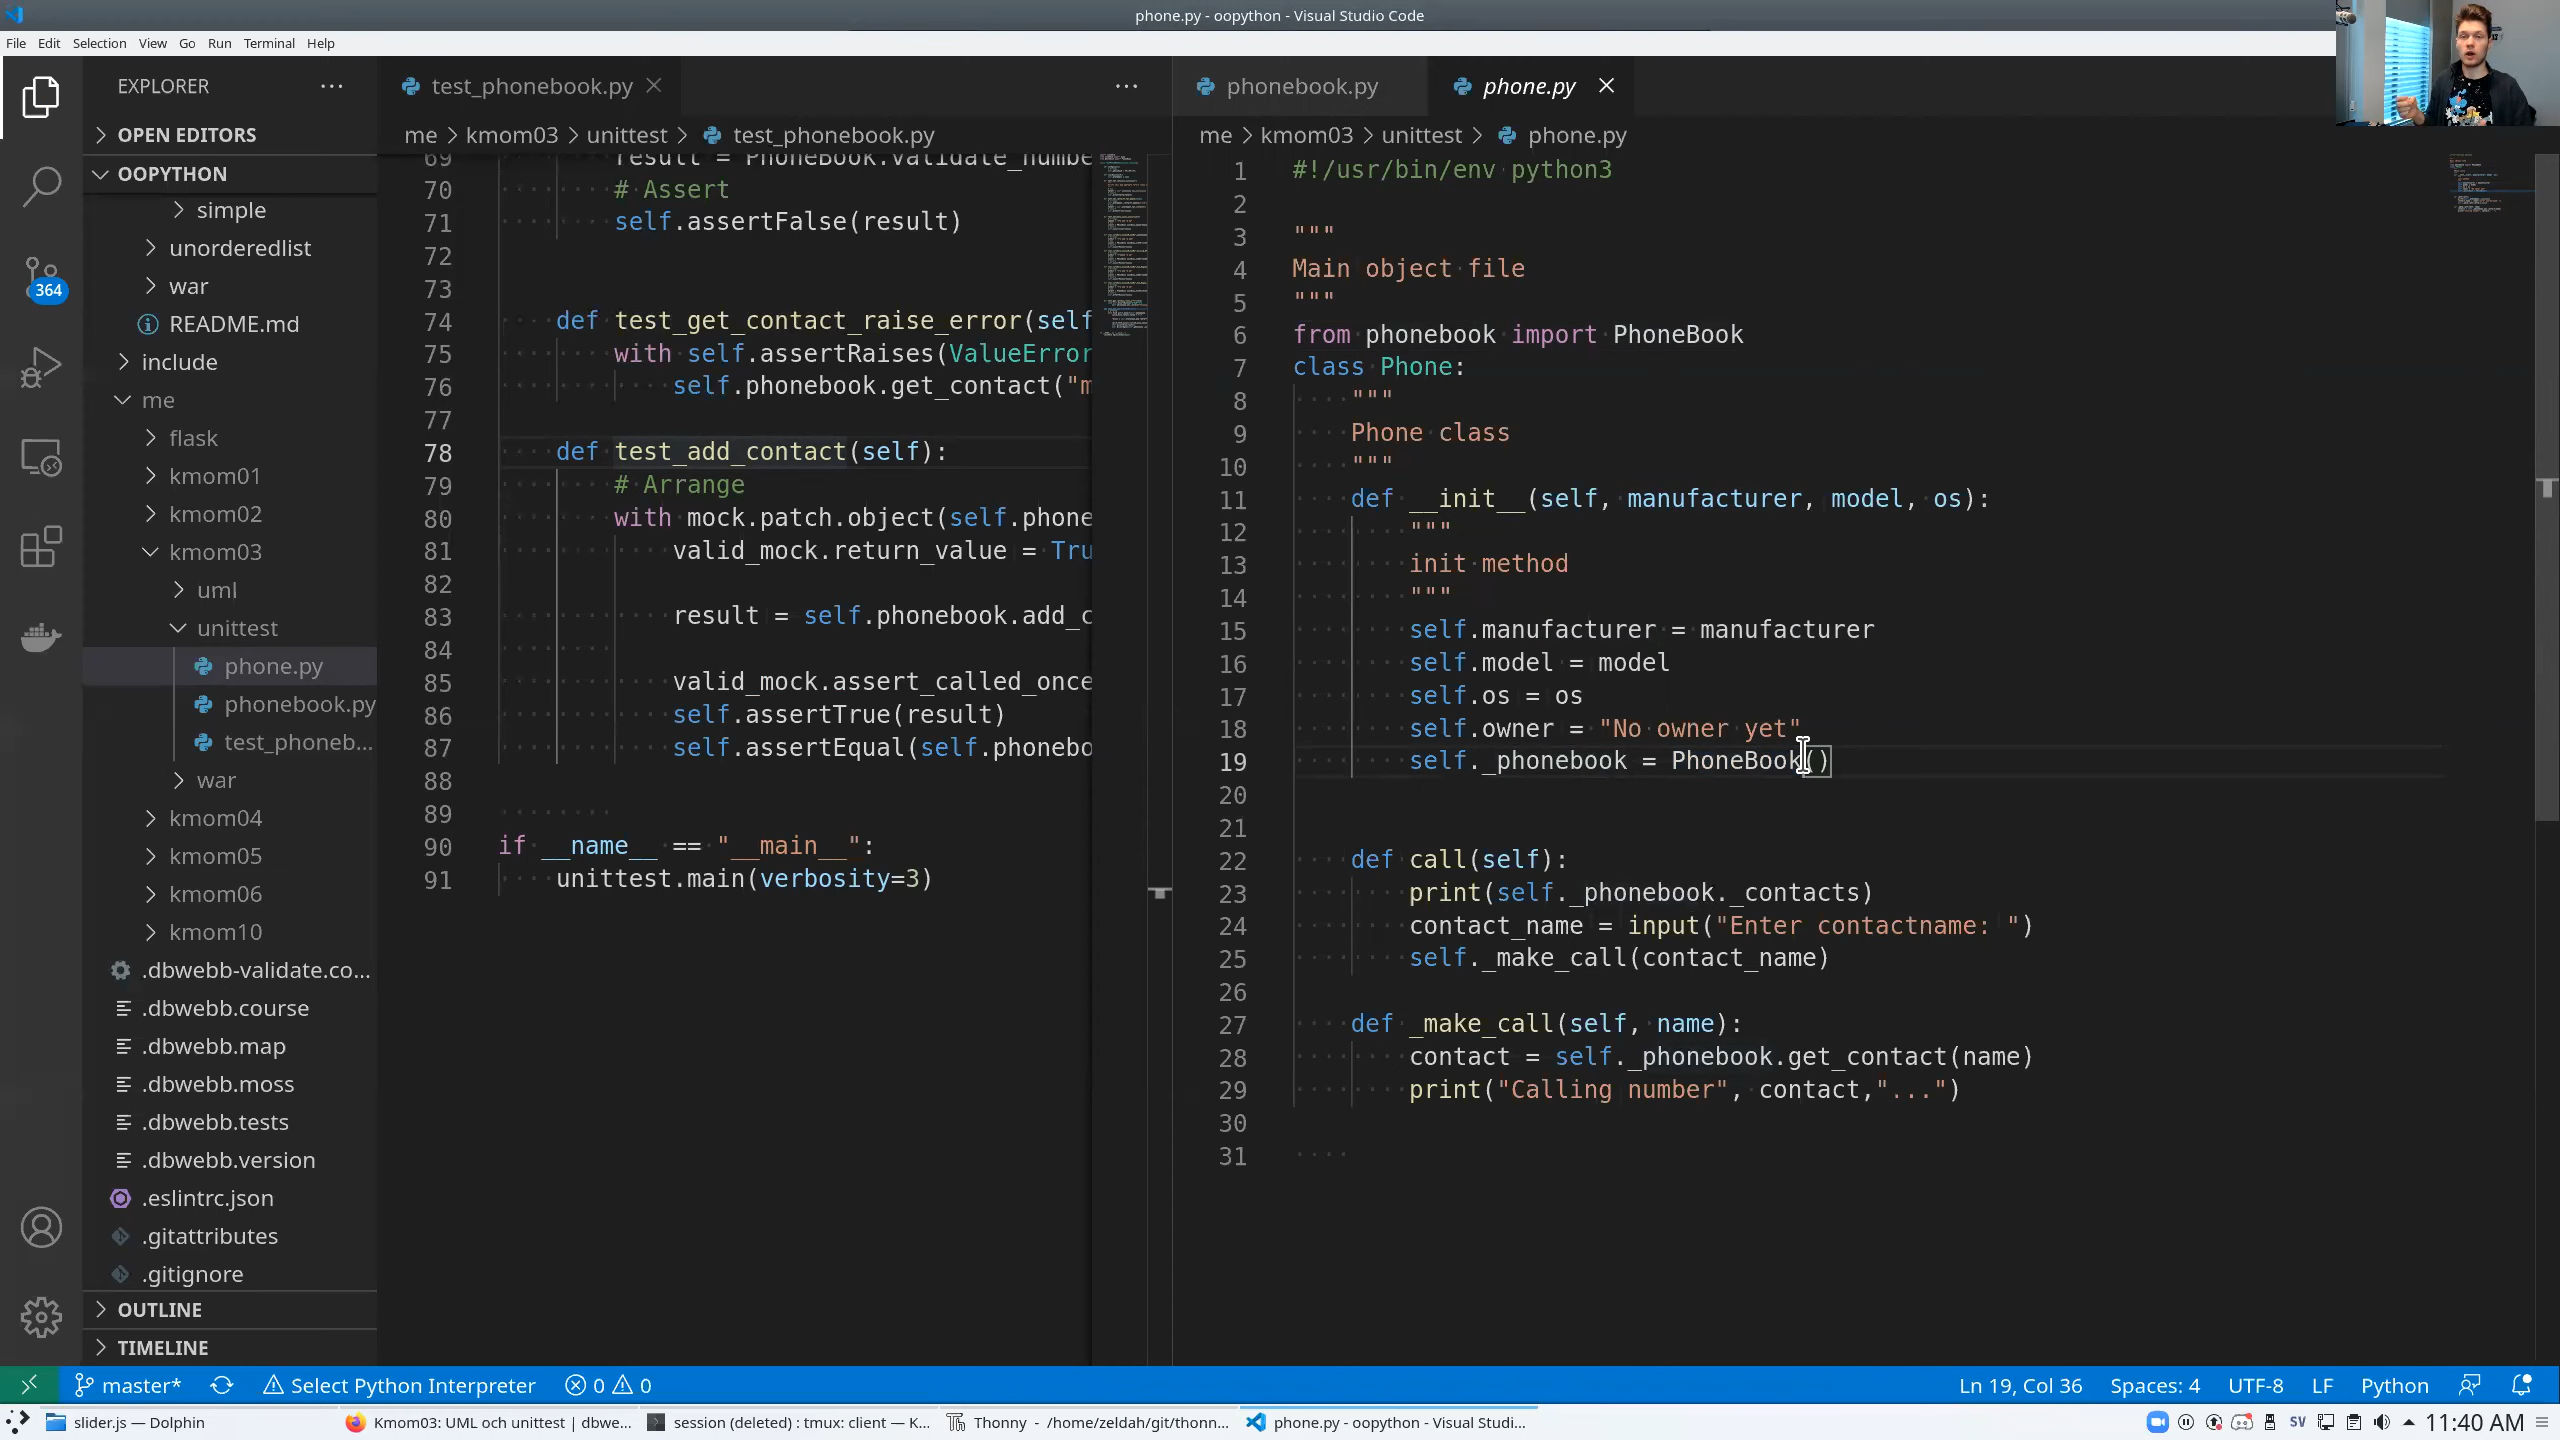 phone.py - oopython - Visual Studio Code
File Edit Selection View Go Run Terminal Help
EXPLORER
OPEN EDITORS
OOPYTHON
simple
unorderedlist
war
README.md
include
me
flask
kmom01
kmom02
kmom03
uml
unittest
phone.py
phonebook.py
test_phoneb...
war
kmom04
kmom05
kmom06
kmom10
.dbwebb-validate.co...
.dbwebb.course
.dbwebb.map
.dbwebb.moss
.dbwebb.tests
.dbwebb.version
.eslintrc.json
.gitattributes
.gitignore
OUTLINE
TIMELINE
364
test_phonebook.py
me > kmom03 > unittest > test_phonebook.py
69 result = PhoneBook.validate_numbe
70 # Assert
71 self.assertFalse(result)
72
73
74 def test_get_contact_raise_error(self
75 with self.assertRaises(ValueError
76 self.phonebook.get_contact("m
77
78 def test_add_contact(self):
79 # Arrange
80 with mock.patch.object(self.phone
81 valid_mock.return_value = Tru
82
83 result = self.phonebook.add_c
84
85 valid_mock.assert_called_once
86 self.assertTrue(result)
87 self.assertEqual(self.phonebo
88
89
90 if __name__ == "__main__":
91 unittest.main(verbosity=3)
phonebook.py phone.py
me > kmom03 > unittest > phone.py
1 #!/usr/bin/env python3
2
3 """
4 Main object file
5 """
6 from phonebook import PhoneBook
7 class Phone:
8 """
9 Phone class
10 """
11 def __init__(self, manufacturer, model, os):
12 """
13 init method
14 """
15 self.manufacturer = manufacturer
16 self.model = model
17 self.os = os
18 self.owner = "No owner yet"
19 self._phonebook = PhoneBook()
20
21
22 def call(self):
23 print(self._phonebook._contacts)
24 contact_name = input("Enter contactname: ")
25 self._make_call(contact_name)
26
27 def _make_call(self, name):
28 contact = self._phonebook.get_contact(name)
29 print("Calling number", contact,"...")
30
31
master* Select Python Interpreter 0 0 Ln 19, Col 36 Spaces: 4 UTF-8 LF Python
slider.js — Dolphin Kmom03: UML och unittest | dbwe... session (deleted) : tmux: client — K... Thonny - /home/zeldah/git/thonn... phone.py - oopython - Visual Studi... SV 11:40 AM